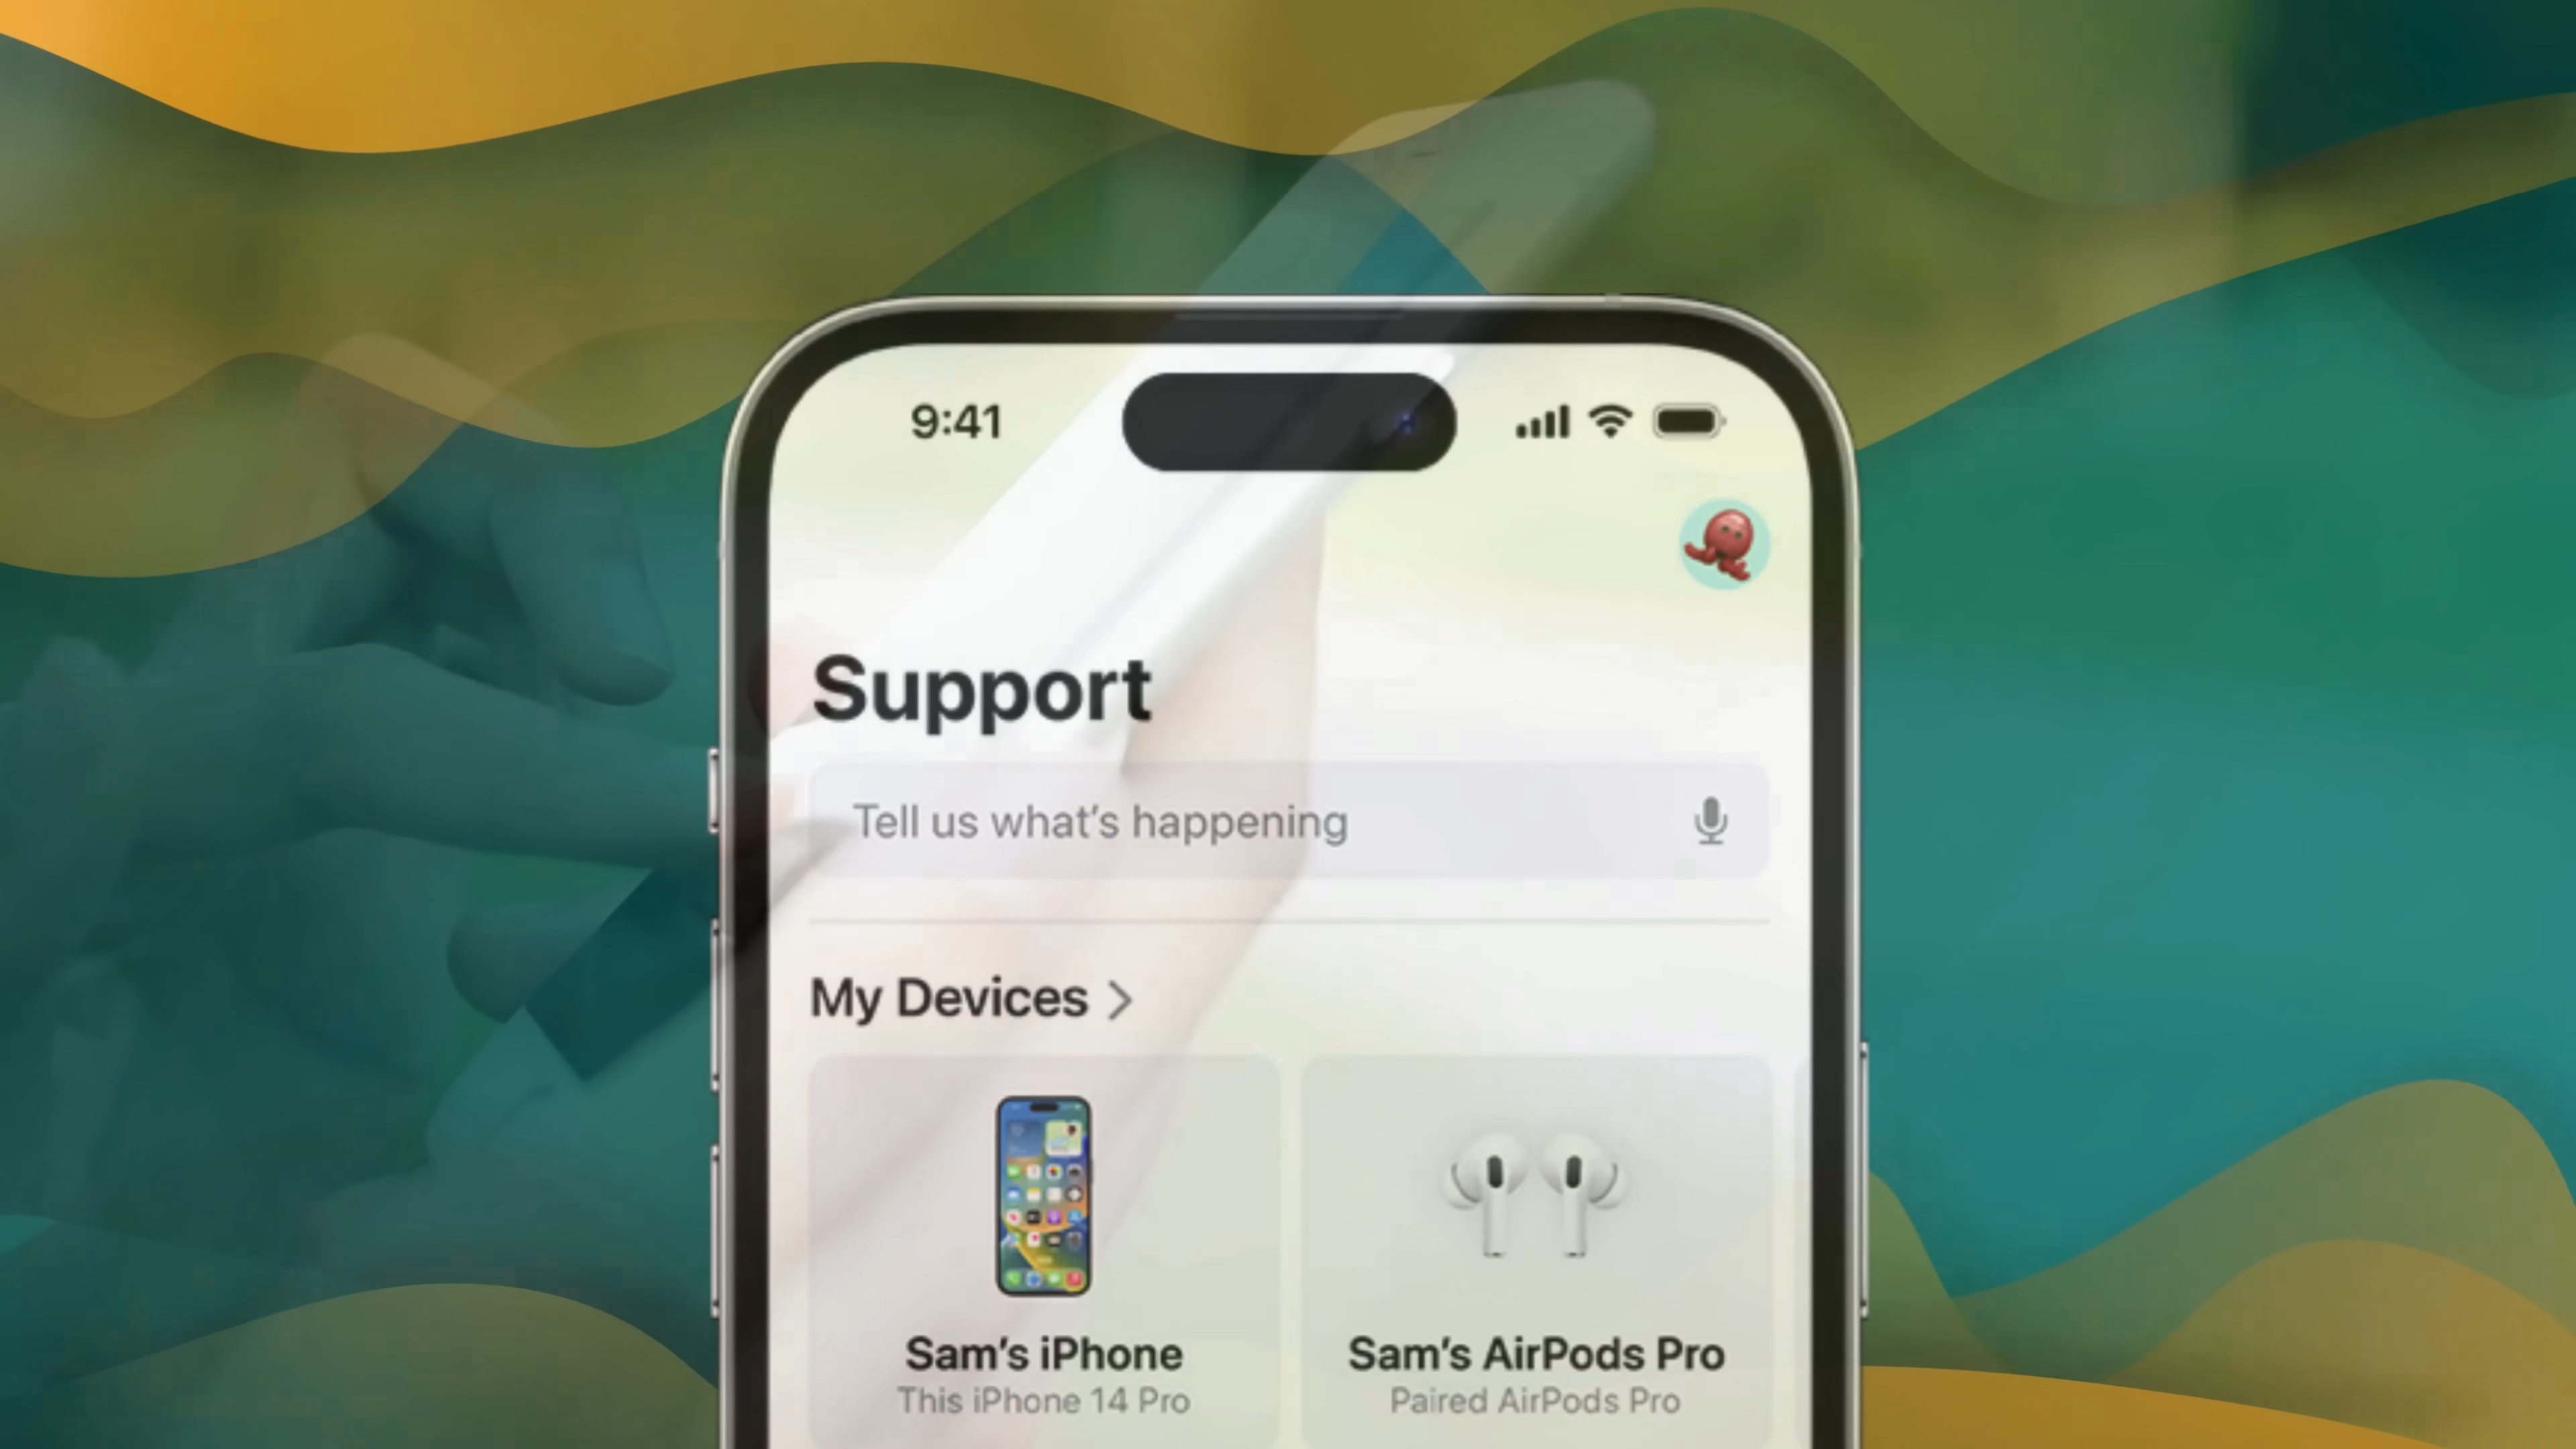 9:41
Support
Tell us what's happening
My Devices
Sam's iPhone
Sam's AirPods Pro
This iPhone 14 Pro
Paired AirPods Pro